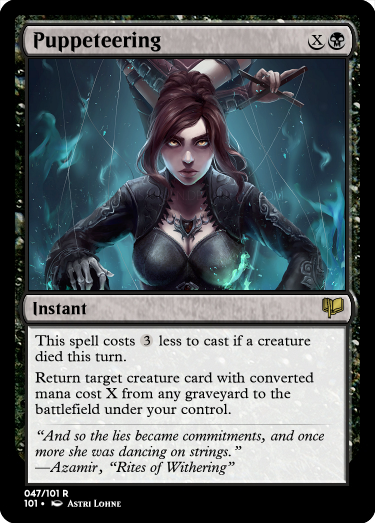 Puppeteering X
Instant
This spell costs 3 less to cast if a creature
died this turn.
Return target creature card with converted
mana cost X from any graveyard to the
battlefield under your control.
“And so the lies became commitments, and once
more she was dancing on strings.”
—Azamir, “Rites of Withering”
047/101 R
101 • Astri Lohne